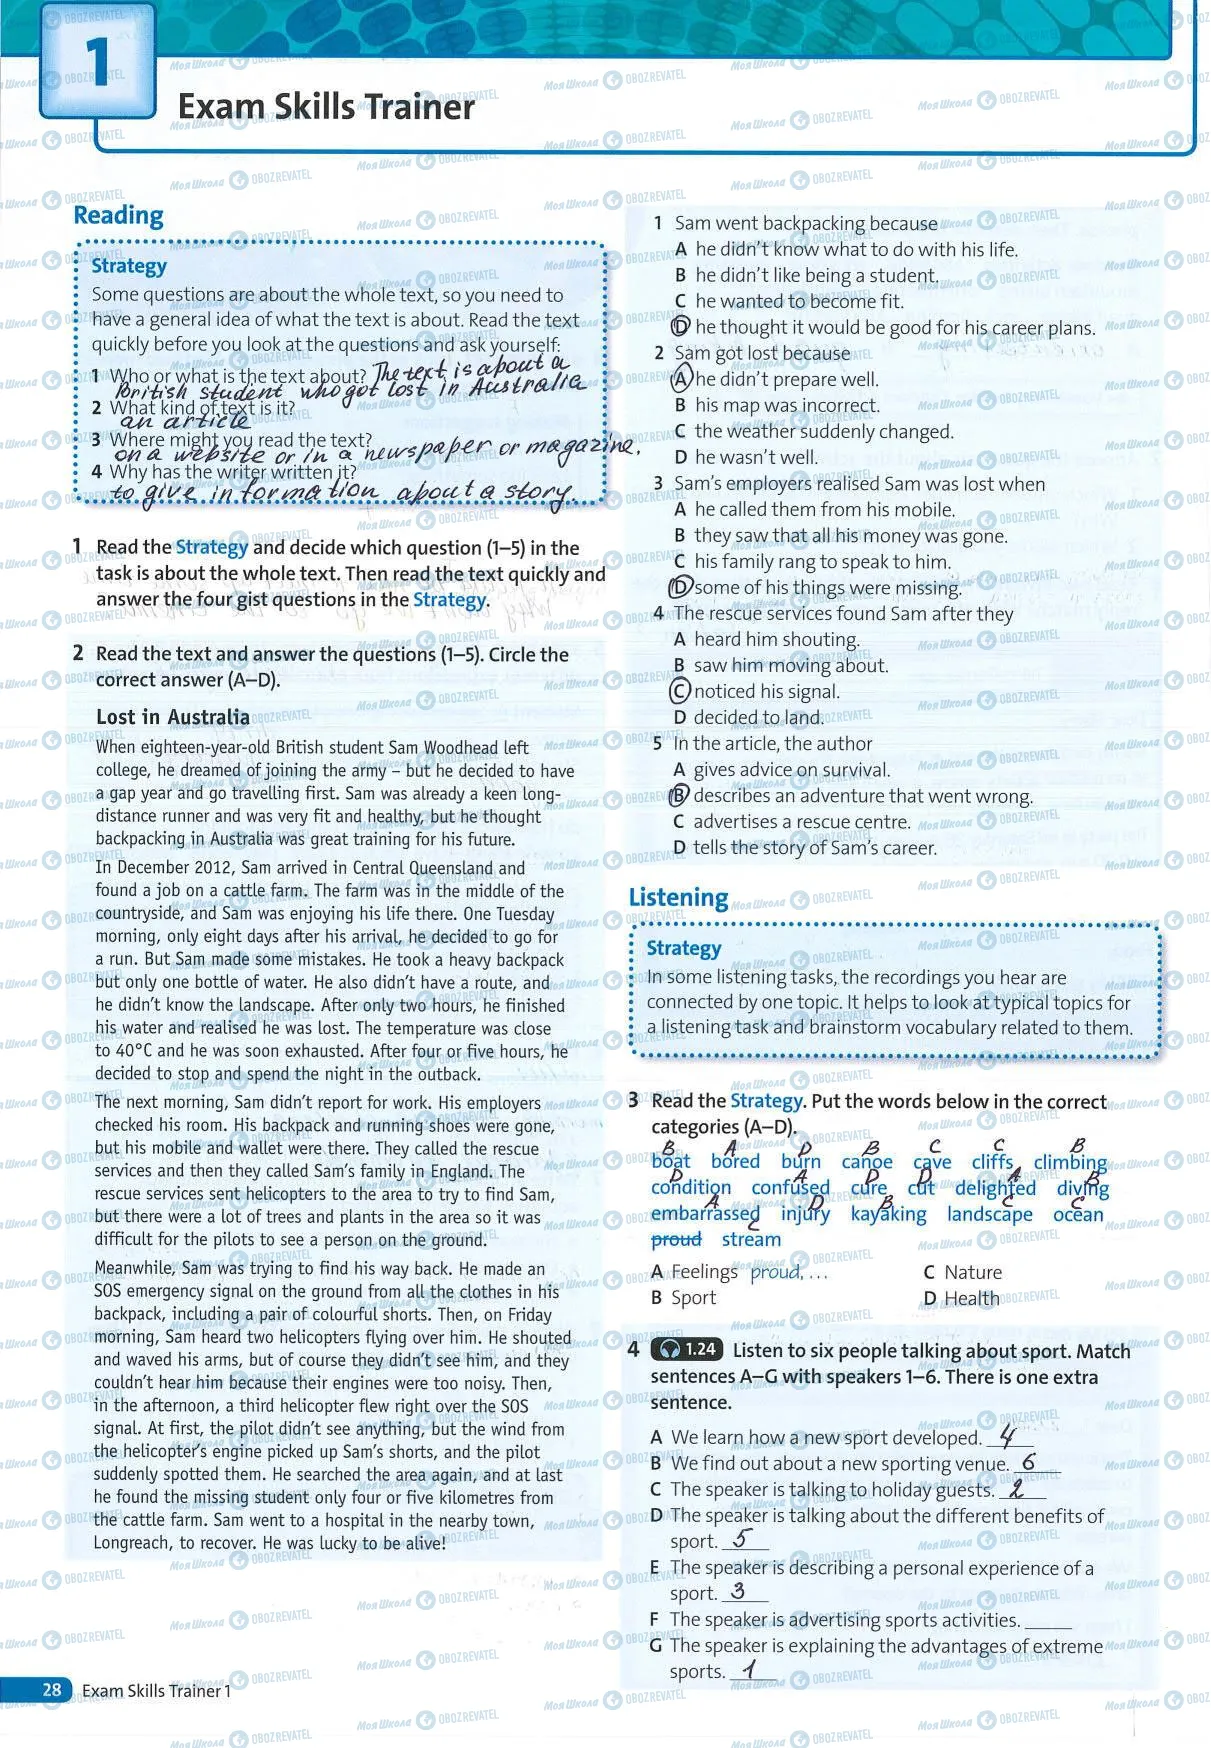 1
Exam Skills Trainer
Reading
Strategy
Some questions are about the whole text, so you need to
have a general idea of what the text is about. Read the text
quickly before you look at the questions and ask yourself:
1 Who or what is the text about? The text is about a
British student who got lost in Australia
2 What kind of text is it?
an article
3 Where might you read the text?
on a website or in a newspaper or magazine.
4 Why has the writer written it?
to give information about a story.
1 Read the Strategy and decide which question (1–5) in the
task is about the whole text. Then read the text quickly and
answer the four gist questions in the Strategy.
2 Read the text and answer the questions (1–5). Circle the
correct answer (A–D).
Lost in Australia
When eighteen-year-old British student Sam Woodhead left
college, he dreamed of joining the army – but he decided to have
a gap year and go travelling first. Sam was already a keen long-
distance runner and was very fit and healthy, but he thought
backpacking in Australia was great training for his future.
In December 2012, Sam arrived in Central Queensland and
found a job on a cattle farm. The farm was in the middle of the
countryside, and Sam was enjoying his life there. One Tuesday
morning, only eight days after his arrival, he decided to go for
a run. But Sam made some mistakes. He took a heavy backpack
but only one bottle of water. He also didn't have a route, and
he didn't know the landscape. After only two hours, he finished
his water and realised he was lost. The temperature was close
to 40°C and he was soon exhausted. After four or five hours, he
decided to stop and spend the night in the outback.
The next morning, Sam didn't report for work. His employers
checked his room. His backpack and running shoes were gone,
but his mobile and wallet were there. They called the rescue
services and then they called Sam's family in England. The
rescue services sent helicopters to the area to try to find Sam,
but there were a lot of trees and plants in the area so it was
difficult for the pilots to see a person on the ground.
Meanwhile, Sam was trying to find his way back. He made an
SOS emergency signal on the ground from all the clothes in his
backpack, including a pair of colourful shorts. Then, on Friday
morning, Sam heard two helicopters flying over him. He shouted
and waved his arms, but of course they didn't see him, and they
couldn't hear him because their engines were too noisy. Then,
in the afternoon, a third helicopter flew right over the SOS
signal. At first, the pilot didn't see anything, but the wind from
the helicopter's engine picked up Sam's shorts, and the pilot
suddenly spotted them. He searched the area again, and at last
he found the missing student only four or five kilometres from
the cattle farm. Sam went to a hospital in the nearby town,
Longreach, to recover. He was lucky to be alive!
1 Sam went backpacking because
A he didn't know what to do with his life.
B he didn't like being a student.
C he wanted to become fit.
D he thought it would be good for his career plans.
2 Sam got lost because
A he didn't prepare well.
B his map was incorrect.
C the weather suddenly changed.
D he wasn't well.
3 Sam's employers realised Sam was lost when
A he called them from his mobile.
B they saw that all his money was gone.
C his family rang to speak to him.
D some of his things were missing.
4 The rescue services found Sam after they
A heard him shouting.
B saw him moving about.
C noticed his signal.
D decided to land.
5 In the article, the author
A gives advice on survival.
B describes an adventure that went wrong.
C advertises a rescue centre.
D tells the story of Sam's career.
Listening
Strategy
In some listening tasks, the recordings you hear are
connected by one topic. It helps to look at typical topics for
a listening task and brainstorm vocabulary related to them.
3 Read the Strategy. Put the words below in the correct
categories (A–D).
B A D B C C B
boat bored burn canoe cave cliffs climbing
D A D D A B
condition confused cure cut delighted diving
A D B C C
embarrassed injury kayaking landscape ocean
C
proud stream
A Feelings proud, …
B Sport
C Nature
D Health
4 1.24 Listen to six people talking about sport. Match
sentences A–G with speakers 1–6. There is one extra
sentence.
A We learn how a new sport developed. 4
B We find out about a new sporting venue. 6
C The speaker is talking to holiday guests. 2
D The speaker is talking about the different benefits of
sport. 5
E The speaker is describing a personal experience of a
sport. 3
F The speaker is advertising sports activities.
G The speaker is explaining the advantages of extreme
sports. 1
28 Exam Skills Trainer 1
Моя Школа OBOZREVATEL